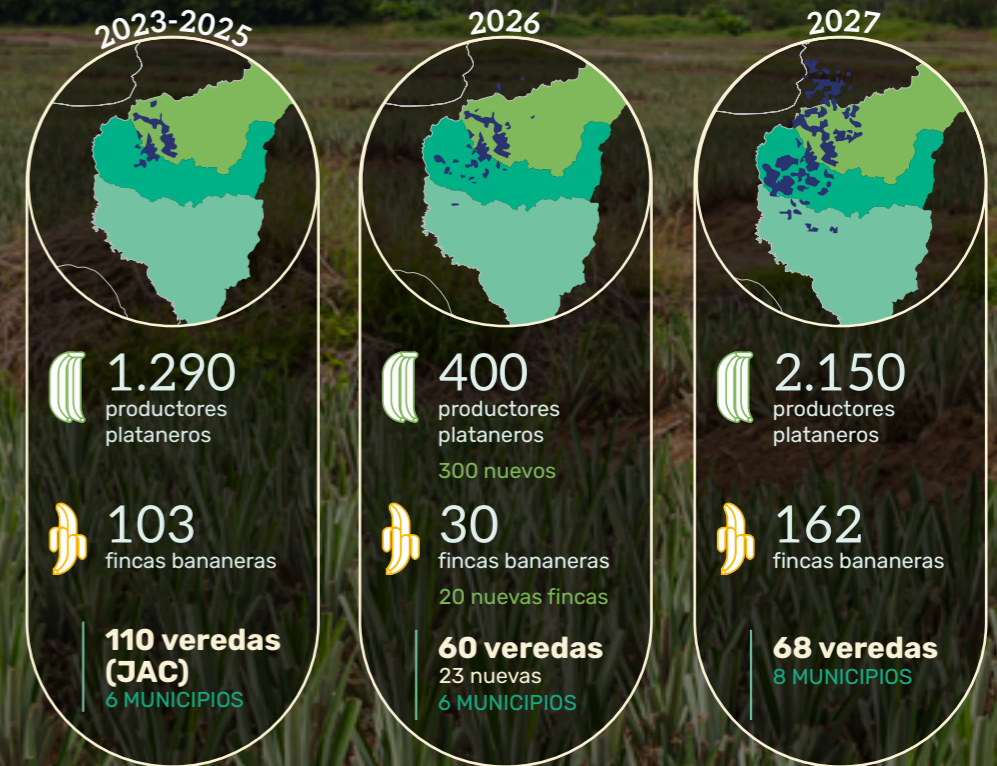 2023-2025
1.290
productores
plataneros
103
fincas bananeras
110 veredas
(JAC)
6 MUNICIPIOS
2026
400
productores
plataneros
300 nuevos
30
fincas bananeras
20 nuevas fincas
60 veredas
23 nuevas
6 MUNICIPIOS
2027
2.150
productores
plataneros
162
fincas bananeras
68 veredas
8 MUNICIPIOS